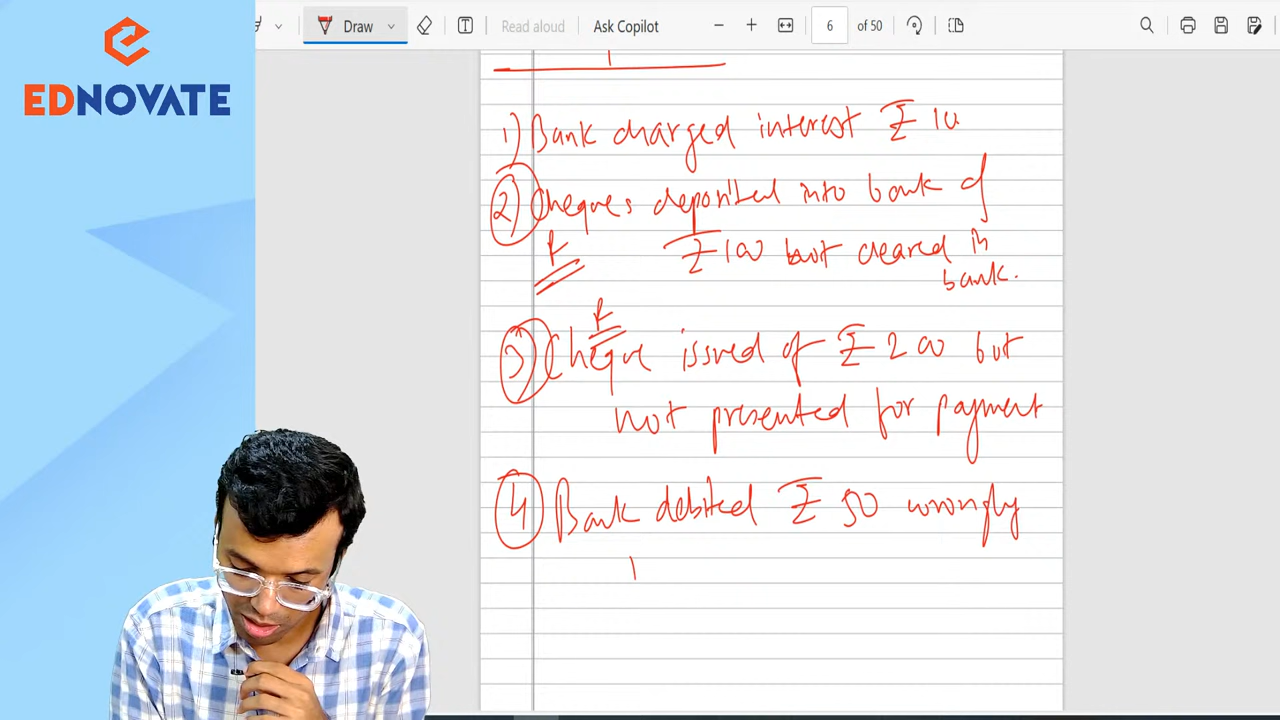 Draw
Read aloud
Ask Copilot
6
of 50
EDNOVATE
1) Bank charged interest ₹ 10
2) Cheques deposited into bank of
₹ 100 but cleared in
bank.
3) Cheque issued of ₹ 200 but
not presented for payment
4) Bank debited ₹ 50 wrongly